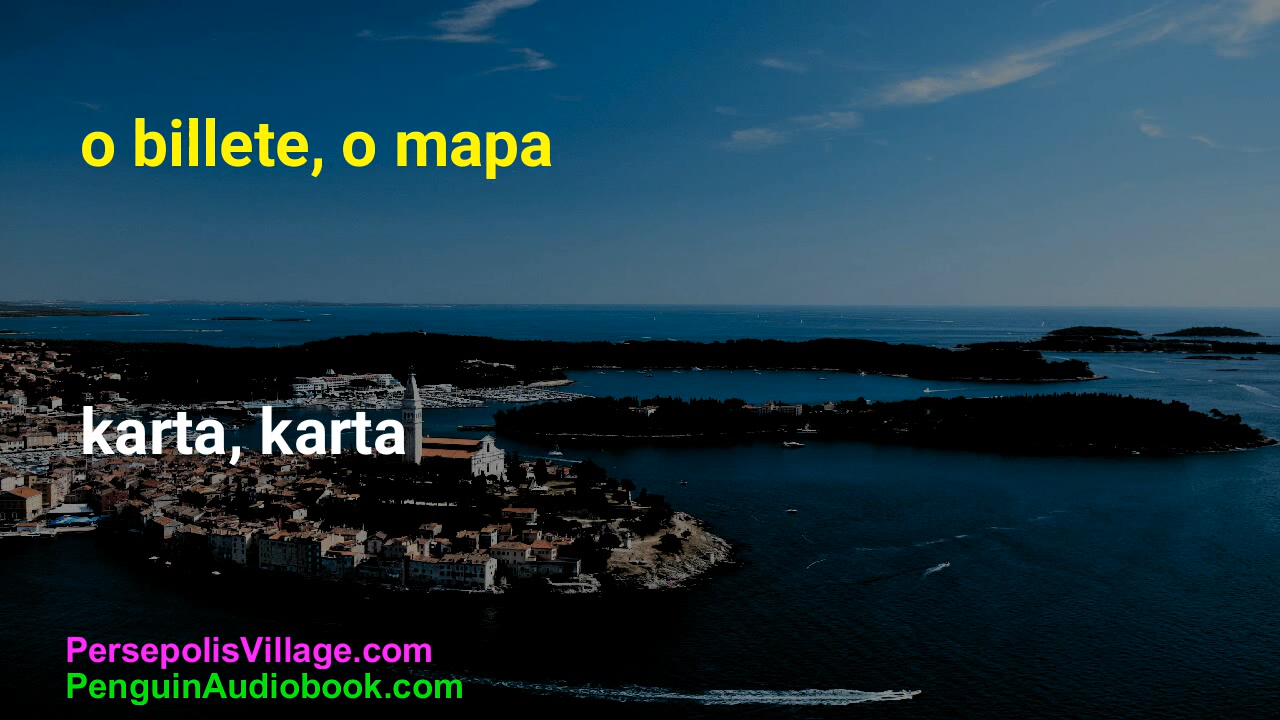 o billete, o mapa
karta, karta
PersepolisVillage.com
PenguinAudiobook.com